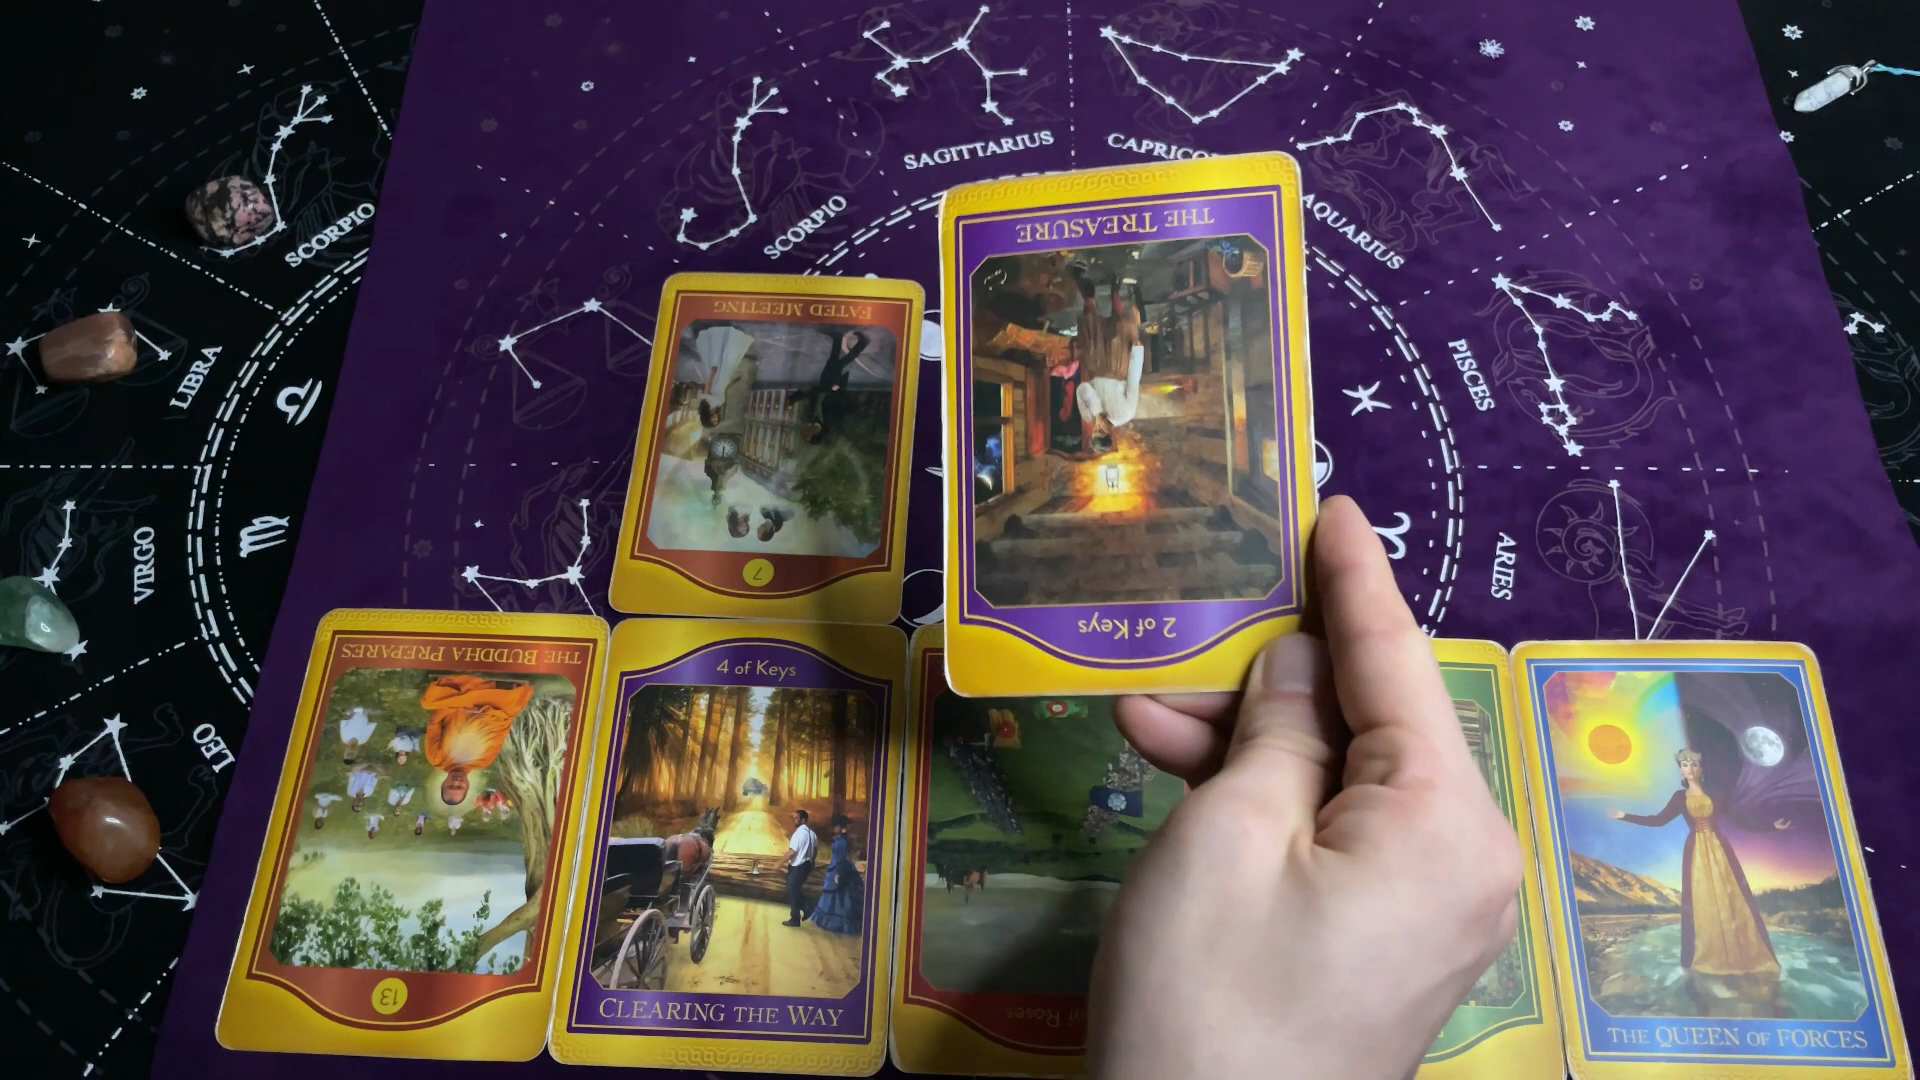 SAGITTARIUS
CAPRICO
SCORPIO
SCORPIO
AQUARIUS
THE TREASURE
2 of Keys
FATED MEETING
7
LIBRA
PISCES
VIRGO
ARIES
LEO
THE BUDDHA PREPARES
13
4 of Keys
CLEARING THE WAY
of Roses
THE QUEEN OF FORCES